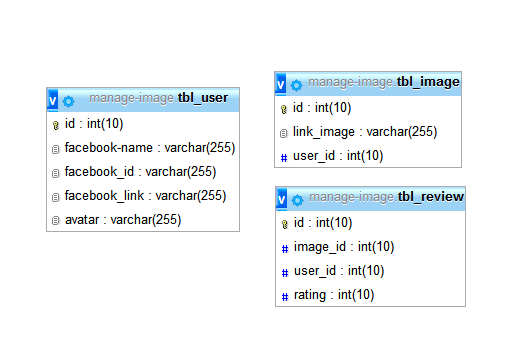 v manage-image.tbl_user
id : int(10)
facebook-name : varchar(255)
facebook_id : varchar(255)
facebook_link : varchar(255)
avatar : varchar(255)
v manage-image.tbl_image
id : int(10)
link_image : varchar(255)
# user_id : int(10)
v manage-image.tbl_review
id : int(10)
# image_id : int(10)
# user_id : int(10)
# rating : int(10)